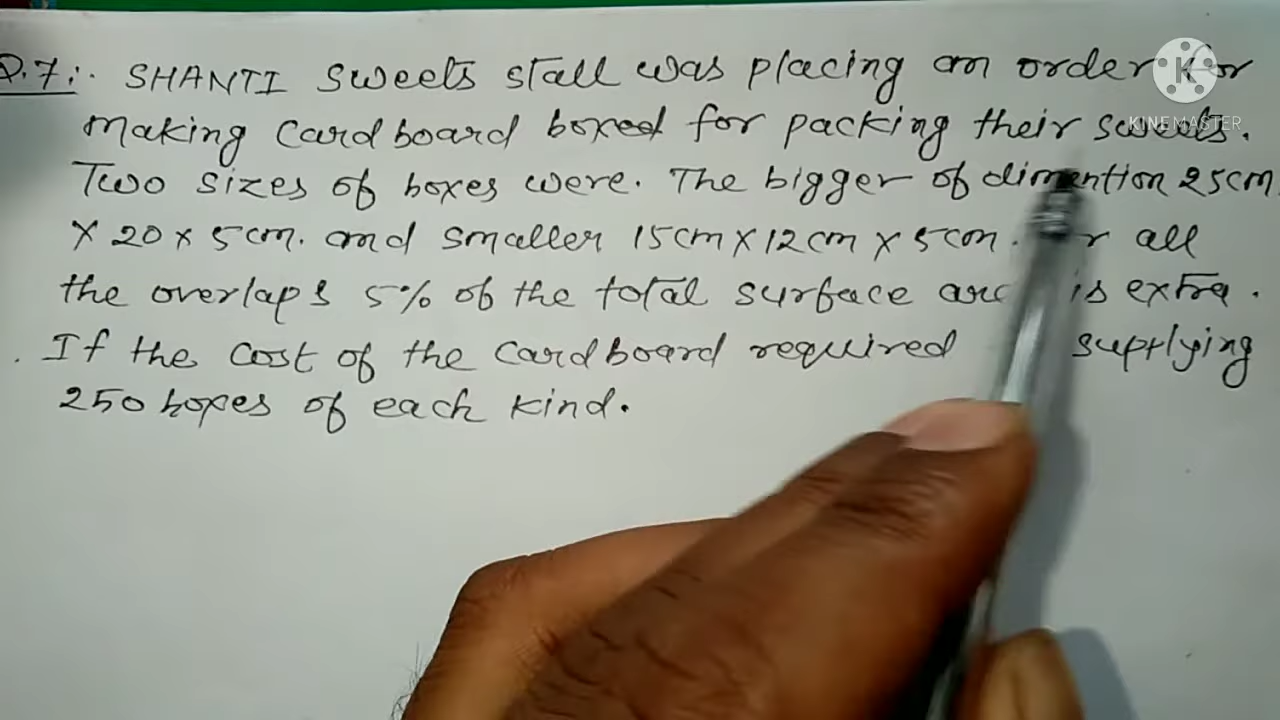 Q.7:. SHANTI sweets stall was placing an order for
making cardboard boxed for packing their sweets.
Two sizes of boxes were. The bigger of dimention 25cm
x 20 x 5cm. and smaller 15cm x 12cm x 5cm. all
the overlaps 5% of the total surface is extra.
. If the cost of the cardboard required supplying
250 boxes of each kind.
KINEMASTER